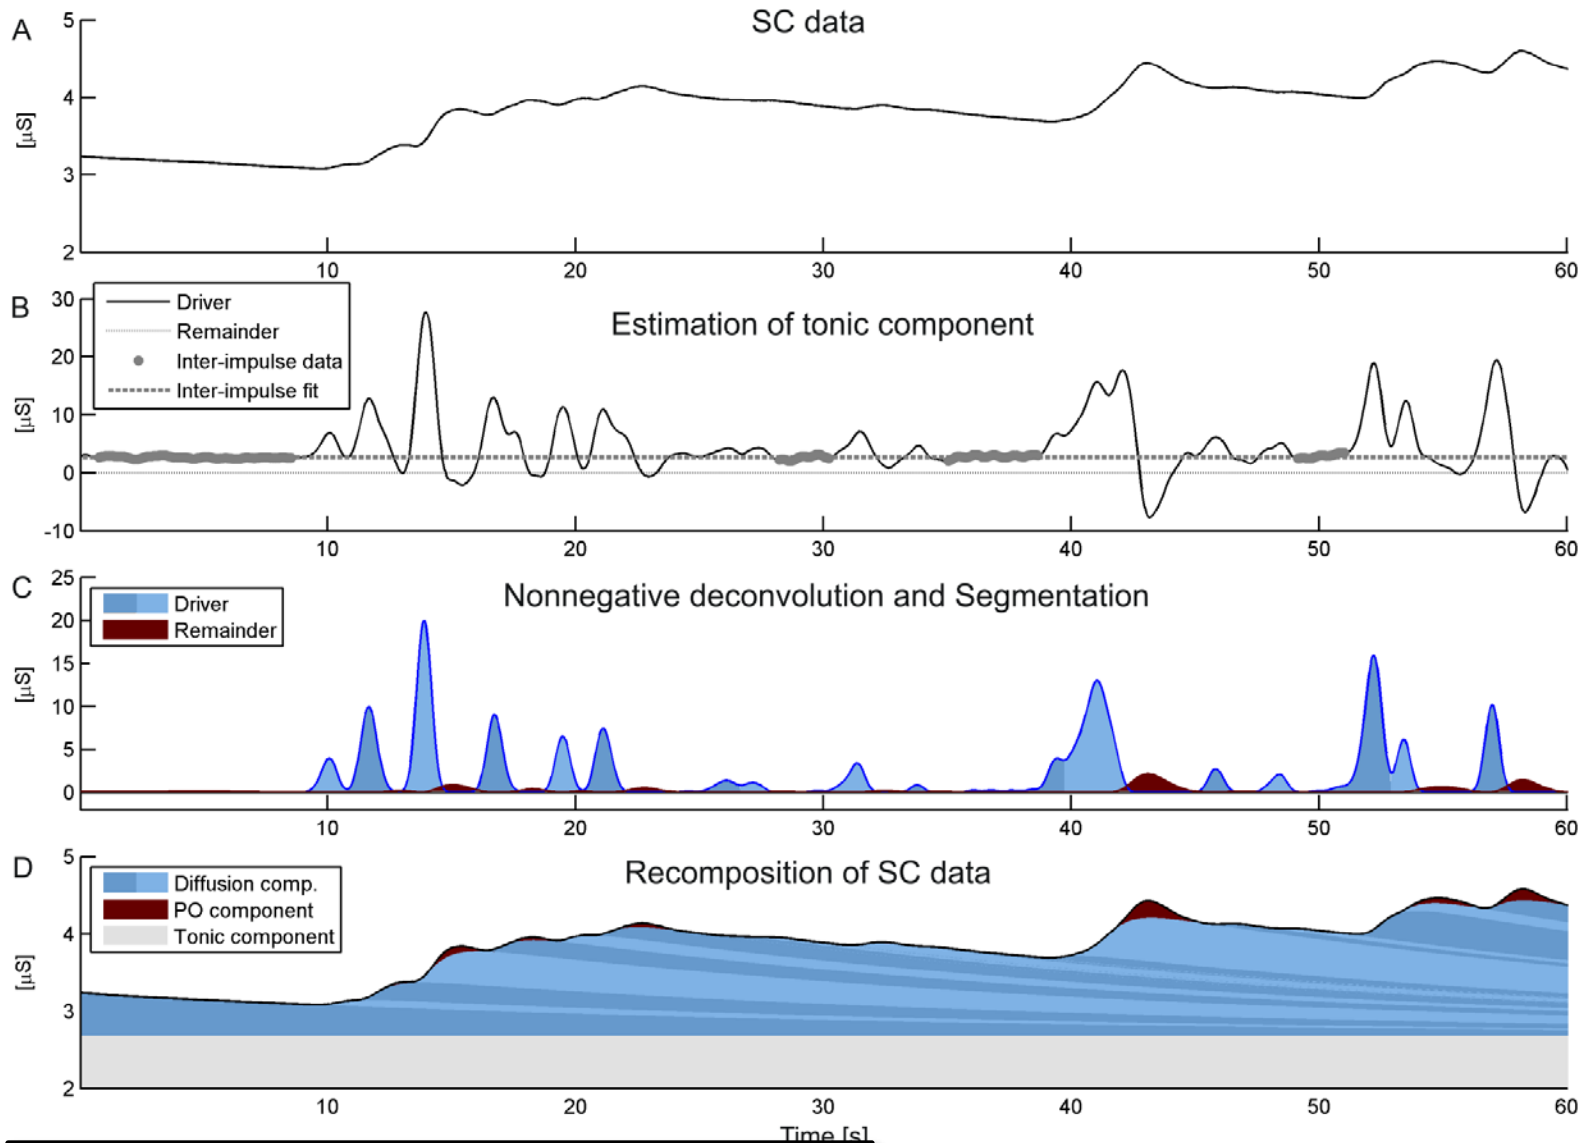 A
SC data
5
4
3
2
[µS]
10 20 30 40 50 60
B
Estimation of tonic component
Driver
Remainder
Inter-impulse data
Inter-impulse fit
30
20
10
0
-10
[µS]
10 20 30 40 50 60
C
Nonnegative deconvolution and Segmentation
Driver
Remainder
25
20
15
10
5
0
[µS]
10 20 30 40 50 60
D
Recomposition of SC data
Diffusion comp.
PO component
Tonic component
5
4
3
2
[µS]
10 20 30 40 50 60
Time [s]